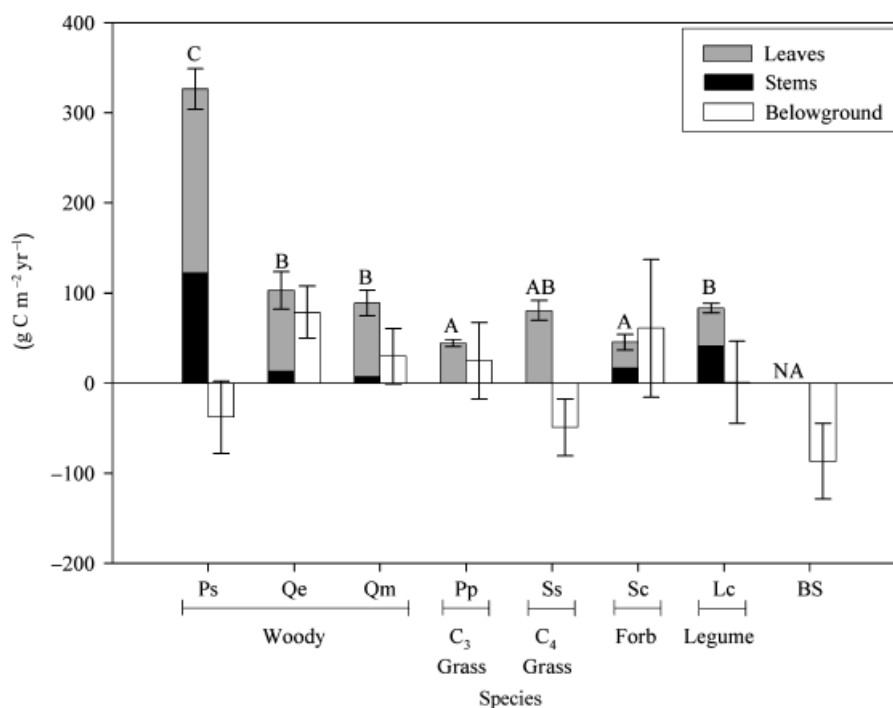 400
300
200
100
0
−100
−200
(g C m⁻² yr⁻¹)
Leaves
Stems
Belowground
C
B
B
A
AB
A
B
NA
Ps Qe Qm Pp Ss Sc Lc BS
Woody C₃ Grass C₄ Grass Forb Legume
Species